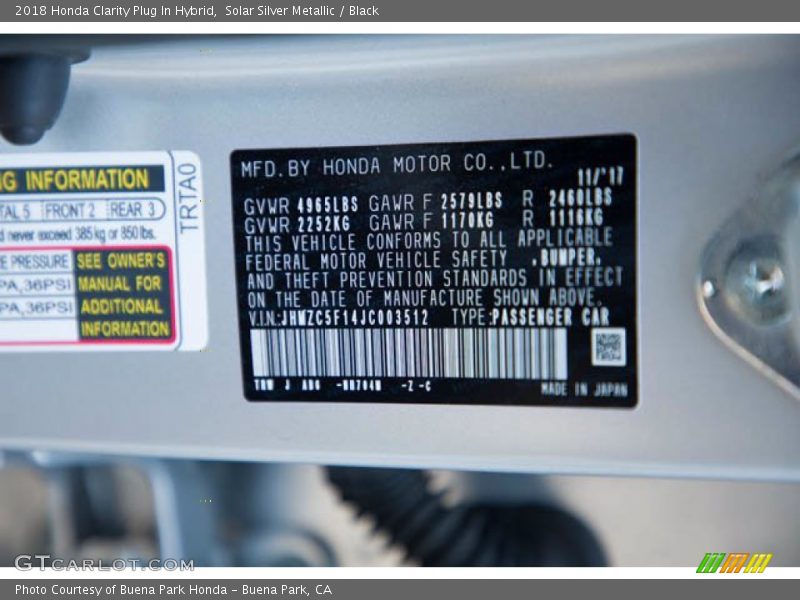 2018 Honda Clarity Plug In Hybrid,  Solar Silver Metallic / Black
NG INFORMATION
TAL 5 FRONT 2 REAR 3
d never exceed 385 kg or 850 lbs.
E PRESSURE
PA,36PSI
PA,36PSI
SEE OWNER'S
MANUAL FOR
ADDITIONAL
INFORMATION
TRTA0
MFD.BY HONDA MOTOR CO.,LTD.
11/'17
GVWR 4965LBS GAWR F 2579LBS R 2460LBS
GVWR 2252KG GAWR F 1170KG R 1116KG
THIS VEHICLE CONFORMS TO ALL APPLICABLE
FEDERAL MOTOR VEHICLE SAFETY ,BUMPER,
AND THEFT PREVENTION STANDARDS IN EFFECT
ON THE DATE OF MANUFACTURE SHOWN ABOVE.
V.I.N:JHMZC5F14JC003512 TYPE:PASSENGER CAR
-NH704M -Z -C
MADE IN JAPAN
GTCARLOT.COM
Photo Courtesy of Buena Park Honda – Buena Park, CA